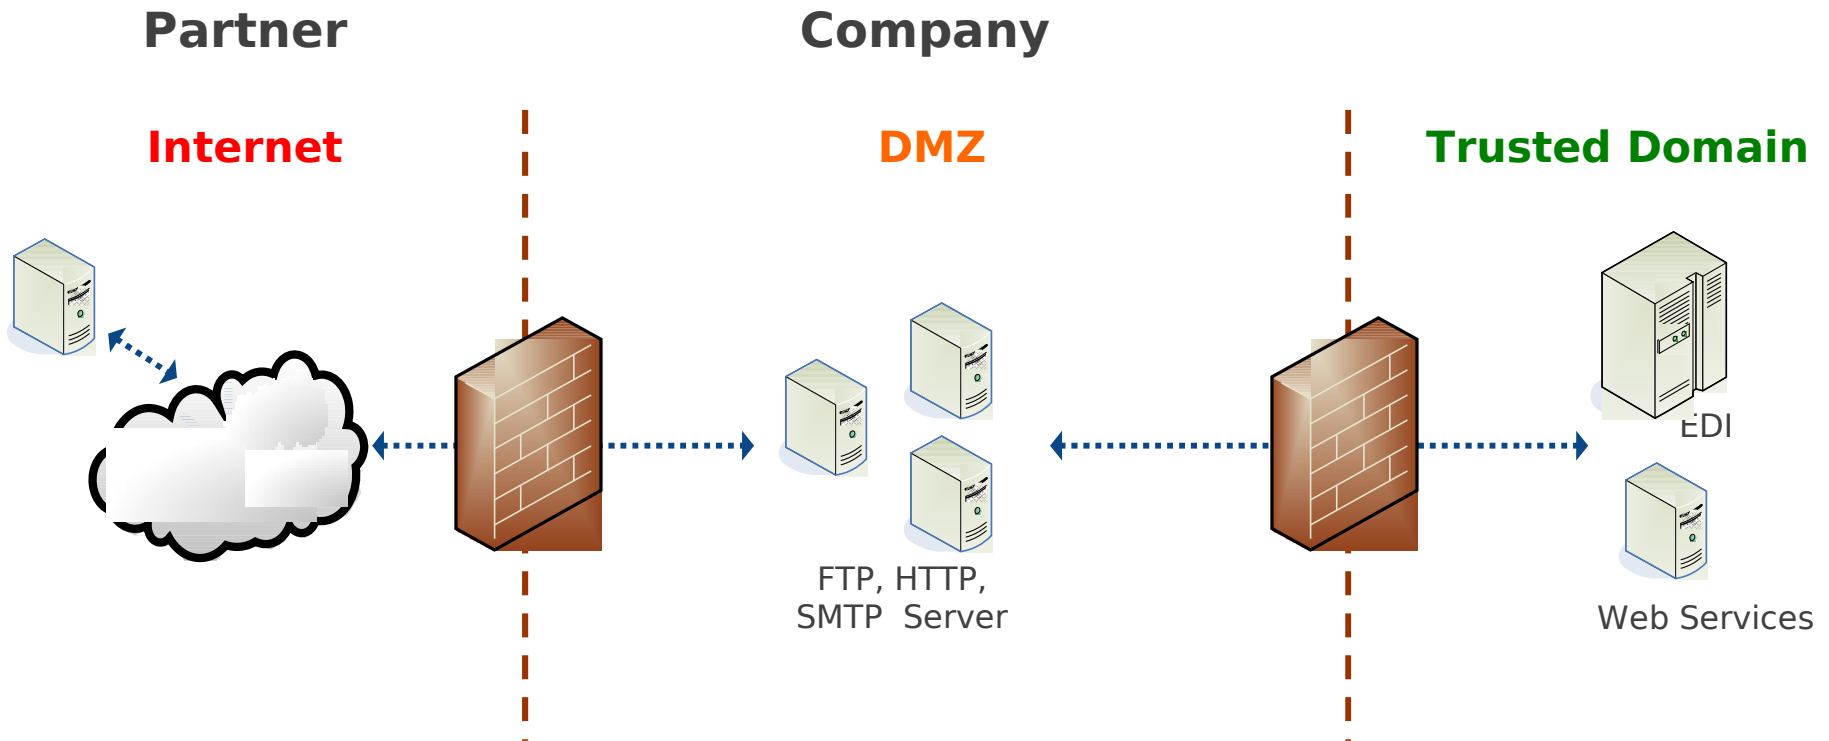 Partner
Company
Internet
DMZ
Trusted Domain
EDI
FTP, HTTP,
SMTP  Server
Web Services